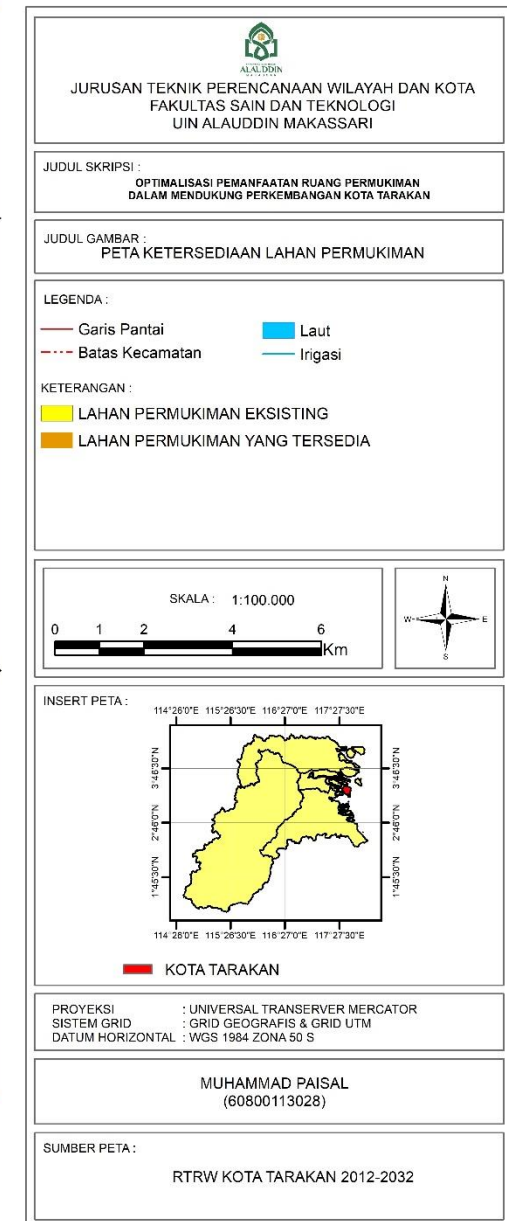 ALAUDDIN
JURUSAN TEKNIK PERENCANAAN WILAYAH DAN KOTA
FAKULTAS SAIN DAN TEKNOLOGI
UIN ALAUDDIN MAKASSARI
JUDUL SKRIPSI :
OPTIMALISASI PEMANFAATAN RUANG PERMUKIMAN
DALAM MENDUKUNG PERKEMBANGAN KOTA TARAKAN
JUDUL GAMBAR :
PETA KETERSEDIAAN LAHAN PERMUKIMAN
LEGENDA :
Garis Pantai
Laut
Batas Kecamatan
Irigasi
KETERANGAN :
LAHAN PERMUKIMAN EKSISTING
LAHAN PERMUKIMAN YANG TERSEDIA
SKALA : 1:100.000
0 1 2 4 6
Km
N
W E
S
INSERT PETA :
114°26'0"E 115°26'30"E 116°27'0"E 117°27'30"E
3°46'30"N 3°46'30"N
2°46'0"N 2°46'0"N
1°45'30"N 1°45'30"N
114°26'0"E 115°26'30"E 116°27'0"E 117°27'30"E
KOTA TARAKAN
PROYEKSI : UNIVERSAL TRANSERVER MERCATOR
SISTEM GRID : GRID GEOGRAFIS & GRID UTM
DATUM HORIZONTAL : WGS 1984 ZONA 50 S
MUHAMMAD PAISAL
(60800113028)
SUMBER PETA :
RTRW KOTA TARAKAN 2012-2032